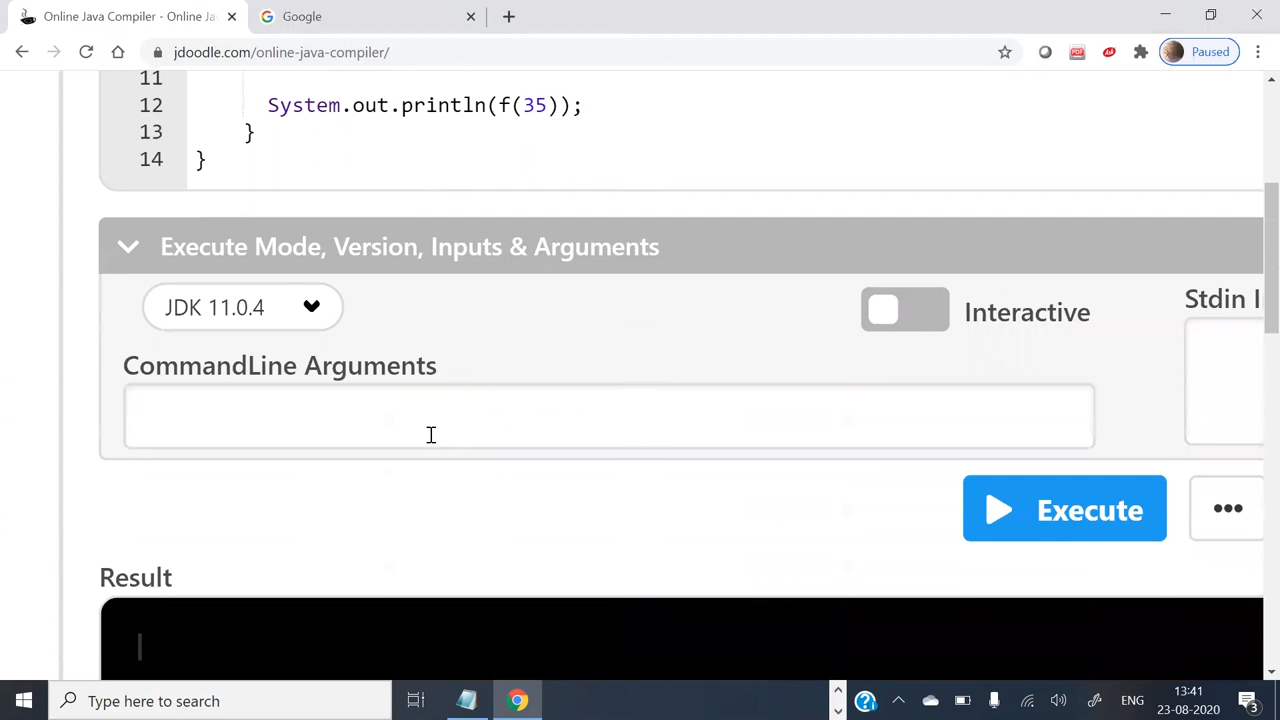 Online Java Compiler - Online Ja
Google
jdoodle.com/online-java-compiler/
Paused
11
12 System.out.println(f(35));
13 }
14 }
Execute Mode, Version, Inputs & Arguments
JDK 11.0.4
Interactive
Stdin I
CommandLine Arguments
Execute
Result
Type here to search
ENG
13:41
23-08-2020
3